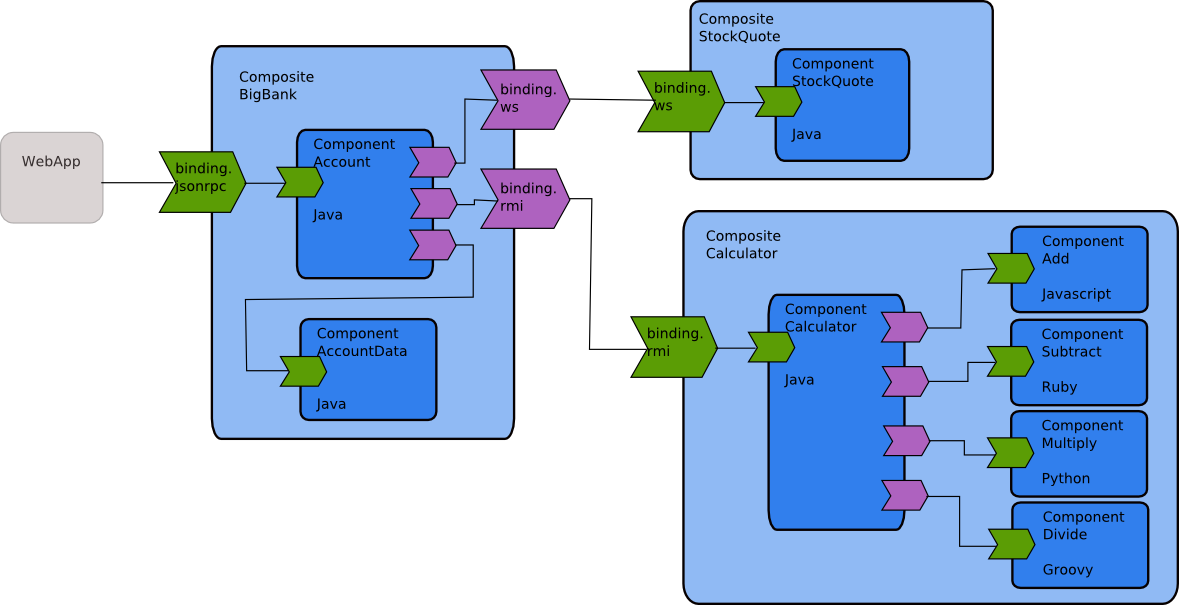 WebApp
binding.
jsonrpc
Composite
BigBank
Component
Account
Java
Component
AccountData
Java
binding.
ws
binding.
rmi
Composite
StockQuote
binding.
ws
Component
StockQuote
Java
Composite
Calculator
binding.
rmi
Component
Calculator
Java
Component
Add
Javascript
Component
Subtract
Ruby
Component
Multiply
Python
Component
Divide
Groovy